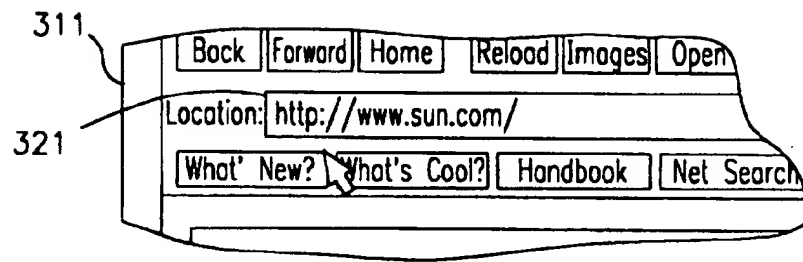 311
Back Forward Home Reload Images Open
Location: http://www.sun.com/
321
What' New? What's Cool? Handbook Net Search